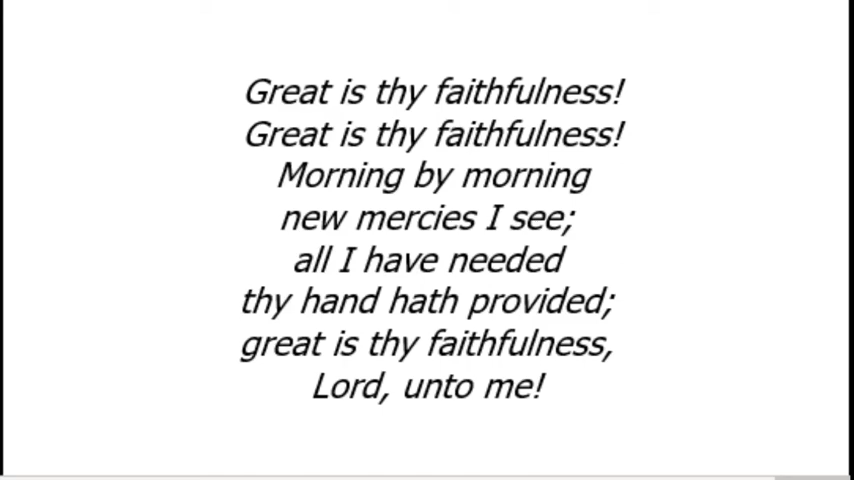 Great is thy faithfulness!
Great is thy faithfulness!
Morning by morning
new mercies I see;
all I have needed
thy hand hath provided;
great is thy faithfulness,
Lord, unto me!